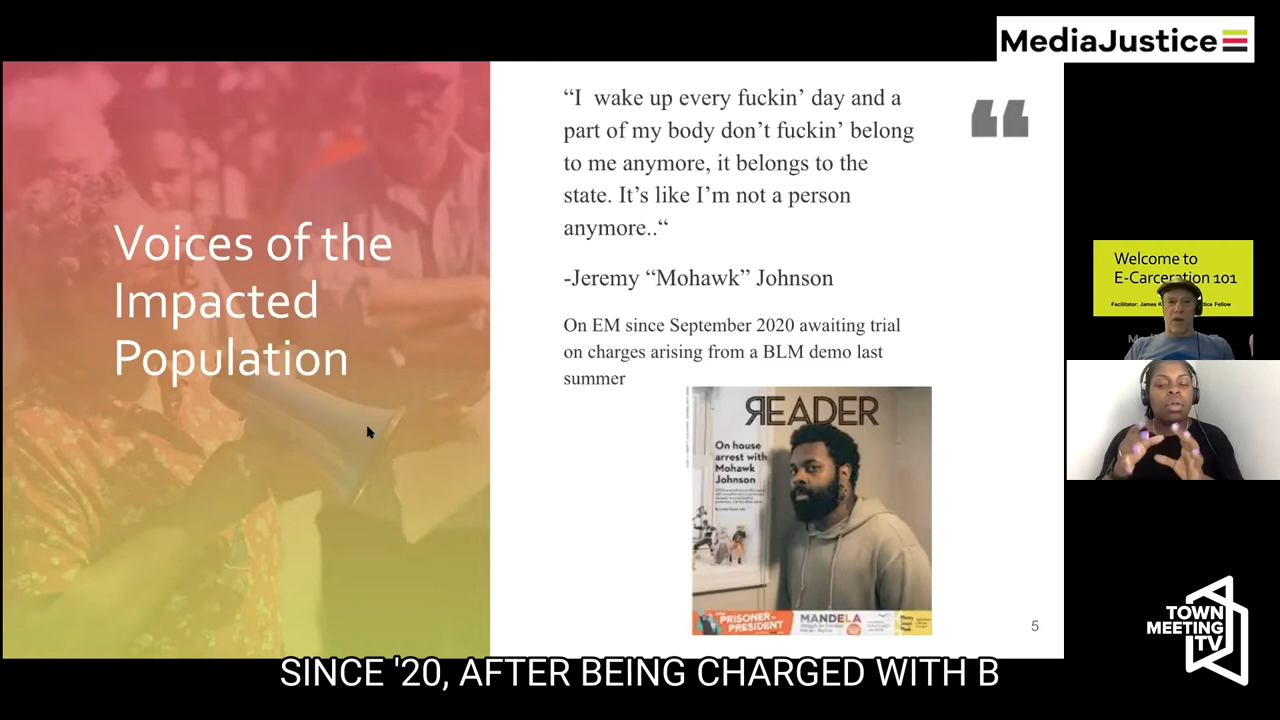 MediaJustice
Voices of the
Impacted
Population
“I wake up every fuckin’ day and a
part of my body don’t fuckin’ belong
to me anymore, it belongs to the
state. It’s like I’m not a person
anymore..“
-Jeremy “Mohawk” Johnson
On EM since September 2020 awaiting trial
on charges arising from a BLM demo last
summer
READER
On house
arrest with
Mohawk
Johnson
PRISONER
PRESIDENT
MANDELA
5
Welcome to
E-Carceration 101
Facilitator: James
Fellow
TOWN
MEETING
TV
SINCE '20, AFTER BEING CHARGED WITH B